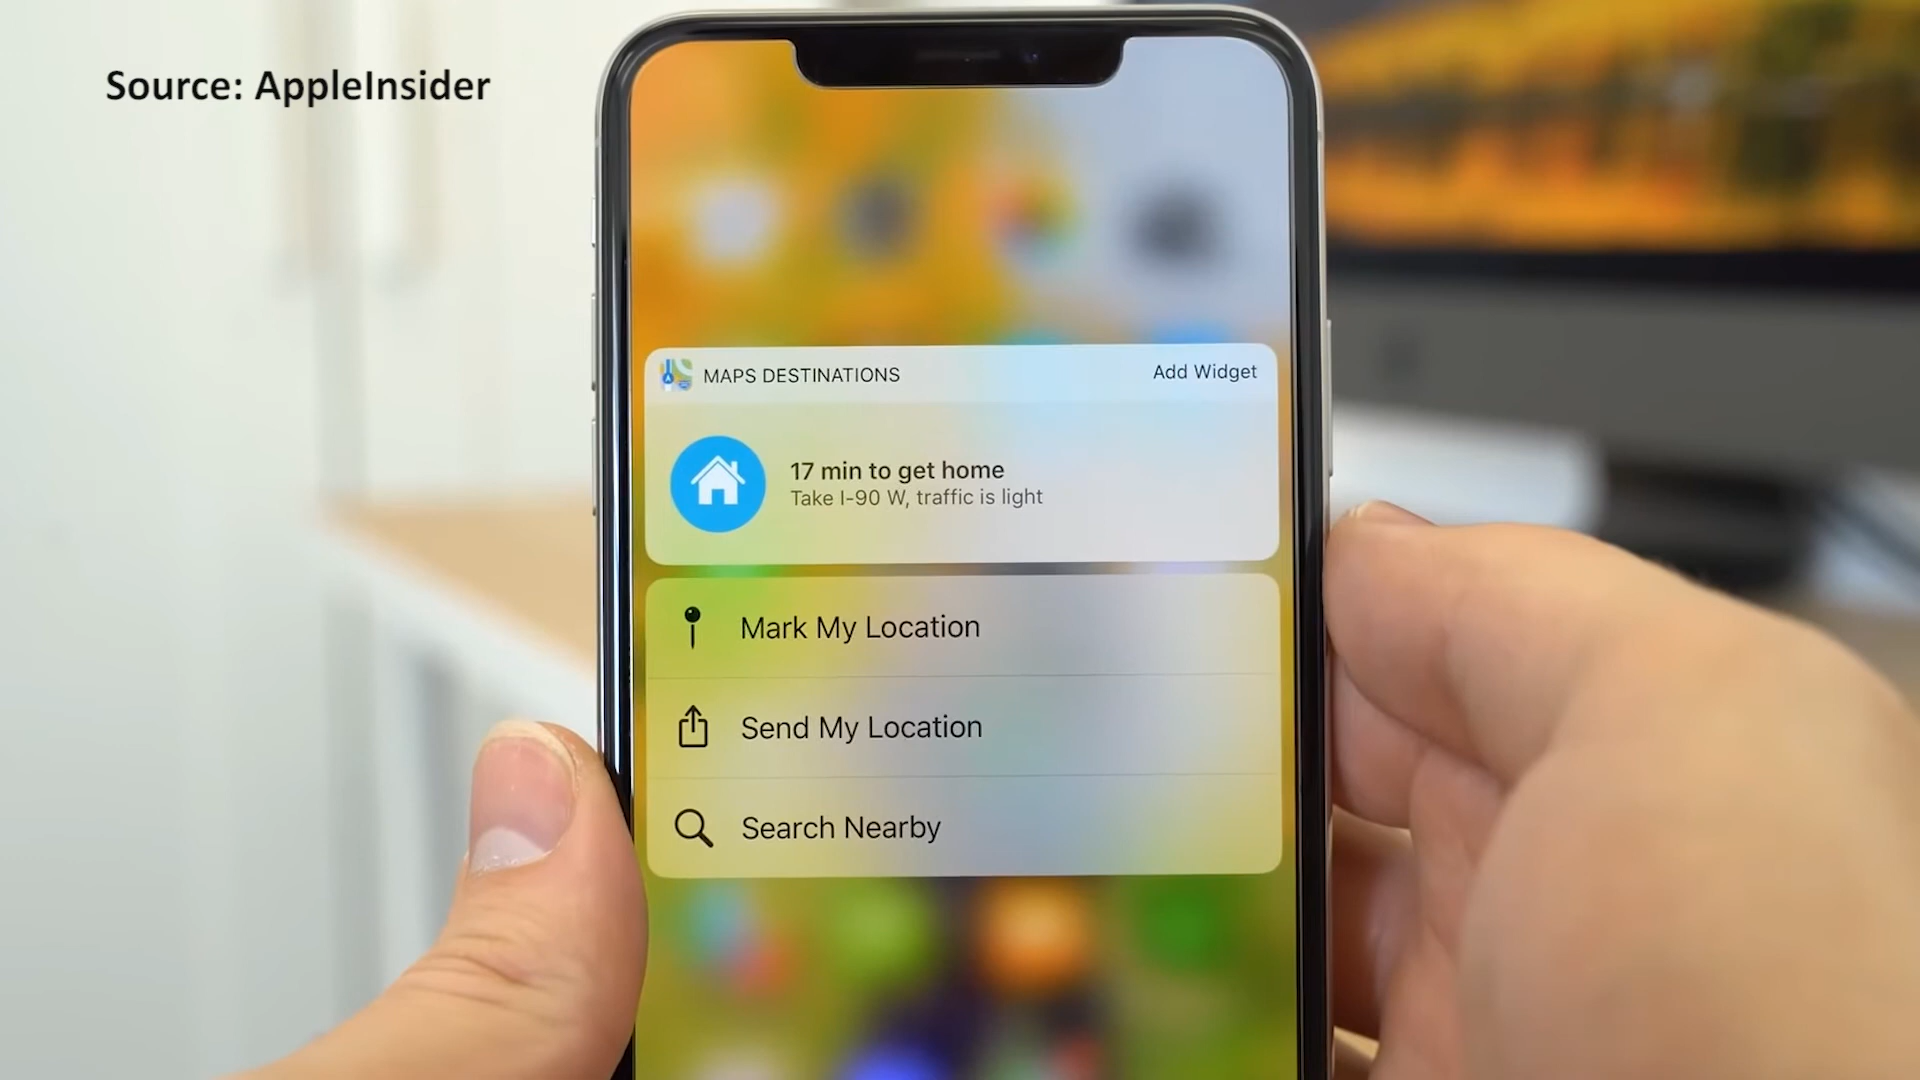 Source: AppleInsider
MAPS DESTINATIONS
Add Widget
17 min to get home
Take I-90 W, traffic is light
Mark My Location
Send My Location
Search Nearby